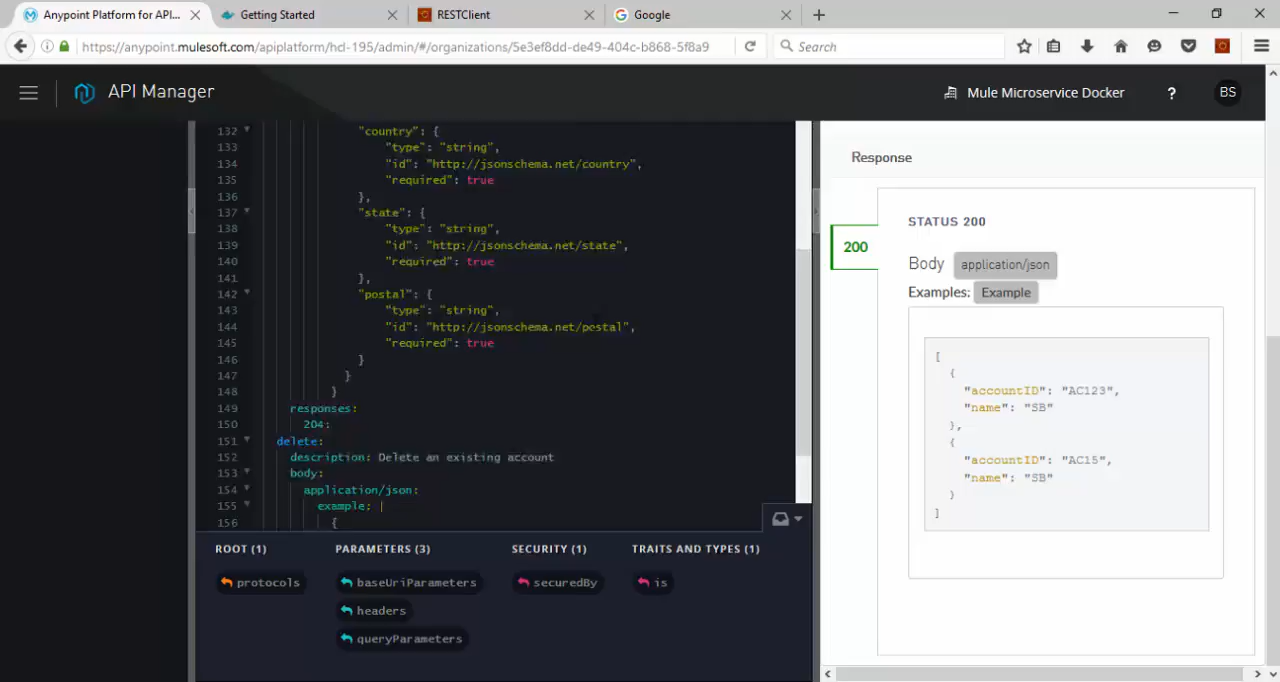 Anypoint Platform for API...
Getting Started
RESTClient
Google
https://anypoint.mulesoft.com/apiplatform/hcl-195/admin/#/organizations/5e3ef8dd-de49-404c-b868-5f8a9
Search
API Manager
Mule Microservice Docker
?
BS
132 "country": {
133 "type": "string",
134 "id": "http://jsonschema.net/country",
135 "required": true
136 },
137 "state": {
138 "type": "string",
139 "id": "http://jsonschema.net/state",
140 "required": true
141 },
142 "postal": {
143 "type": "string",
144 "id": "http://jsonschema.net/postal",
145 "required": true
146 }
147 }
148 }
149 responses:
150 204:
151 delete:
152 description: Delete an existing account
153 body:
154 application/json:
155 example: |
156 {
ROOT (1)
protocols
PARAMETERS (3)
baseUriParameters
headers
queryParameters
SECURITY (1)
securedBy
TRAITS AND TYPES (1)
is
Response
200
STATUS 200
Body application/json
Examples: Example
[
{
"accountID": "AC123",
"name": "SB"
},
{
"accountID": "AC15",
"name": "SB"
}
]